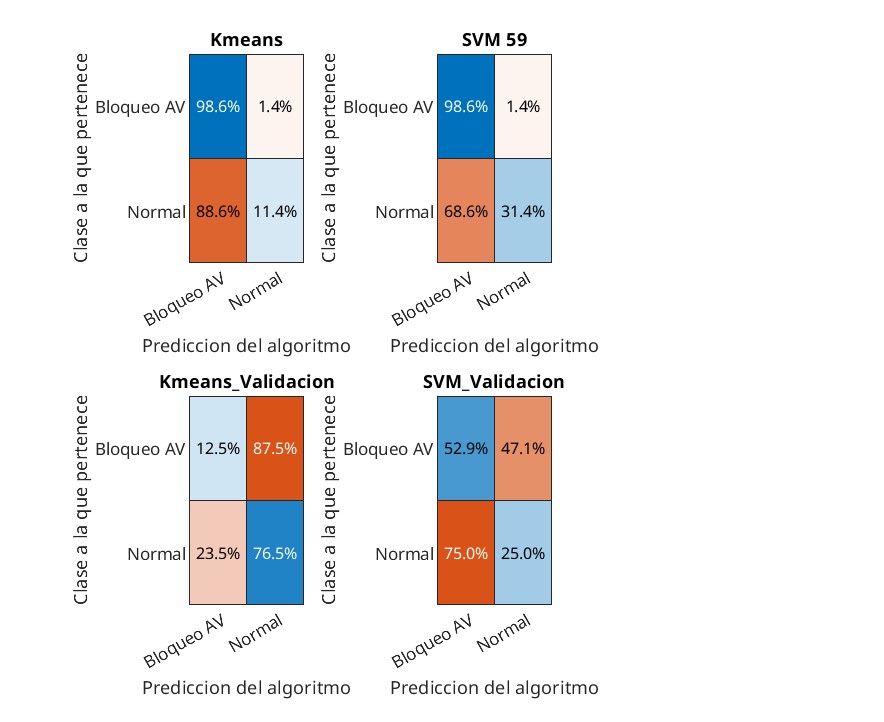 Kmeans
Clase a la que pertenece
Bloqueo AV 98.6% 1.4%
Normal 88.6% 11.4%
Bloqueo AV Normal
Prediccion del algoritmo
SVM 59
Clase a la que pertenece
Bloqueo AV 98.6% 1.4%
Normal 68.6% 31.4%
Bloqueo AV Normal
Prediccion del algoritmo
Kmeans_Validacion
Clase a la que pertenece
Bloqueo AV 12.5% 87.5%
Normal 23.5% 76.5%
Bloqueo AV Normal
Prediccion del algoritmo
SVM_Validacion
Clase a la que pertenece
Bloqueo AV 52.9% 47.1%
Normal 75.0% 25.0%
Bloqueo AV Normal
Prediccion del algoritmo